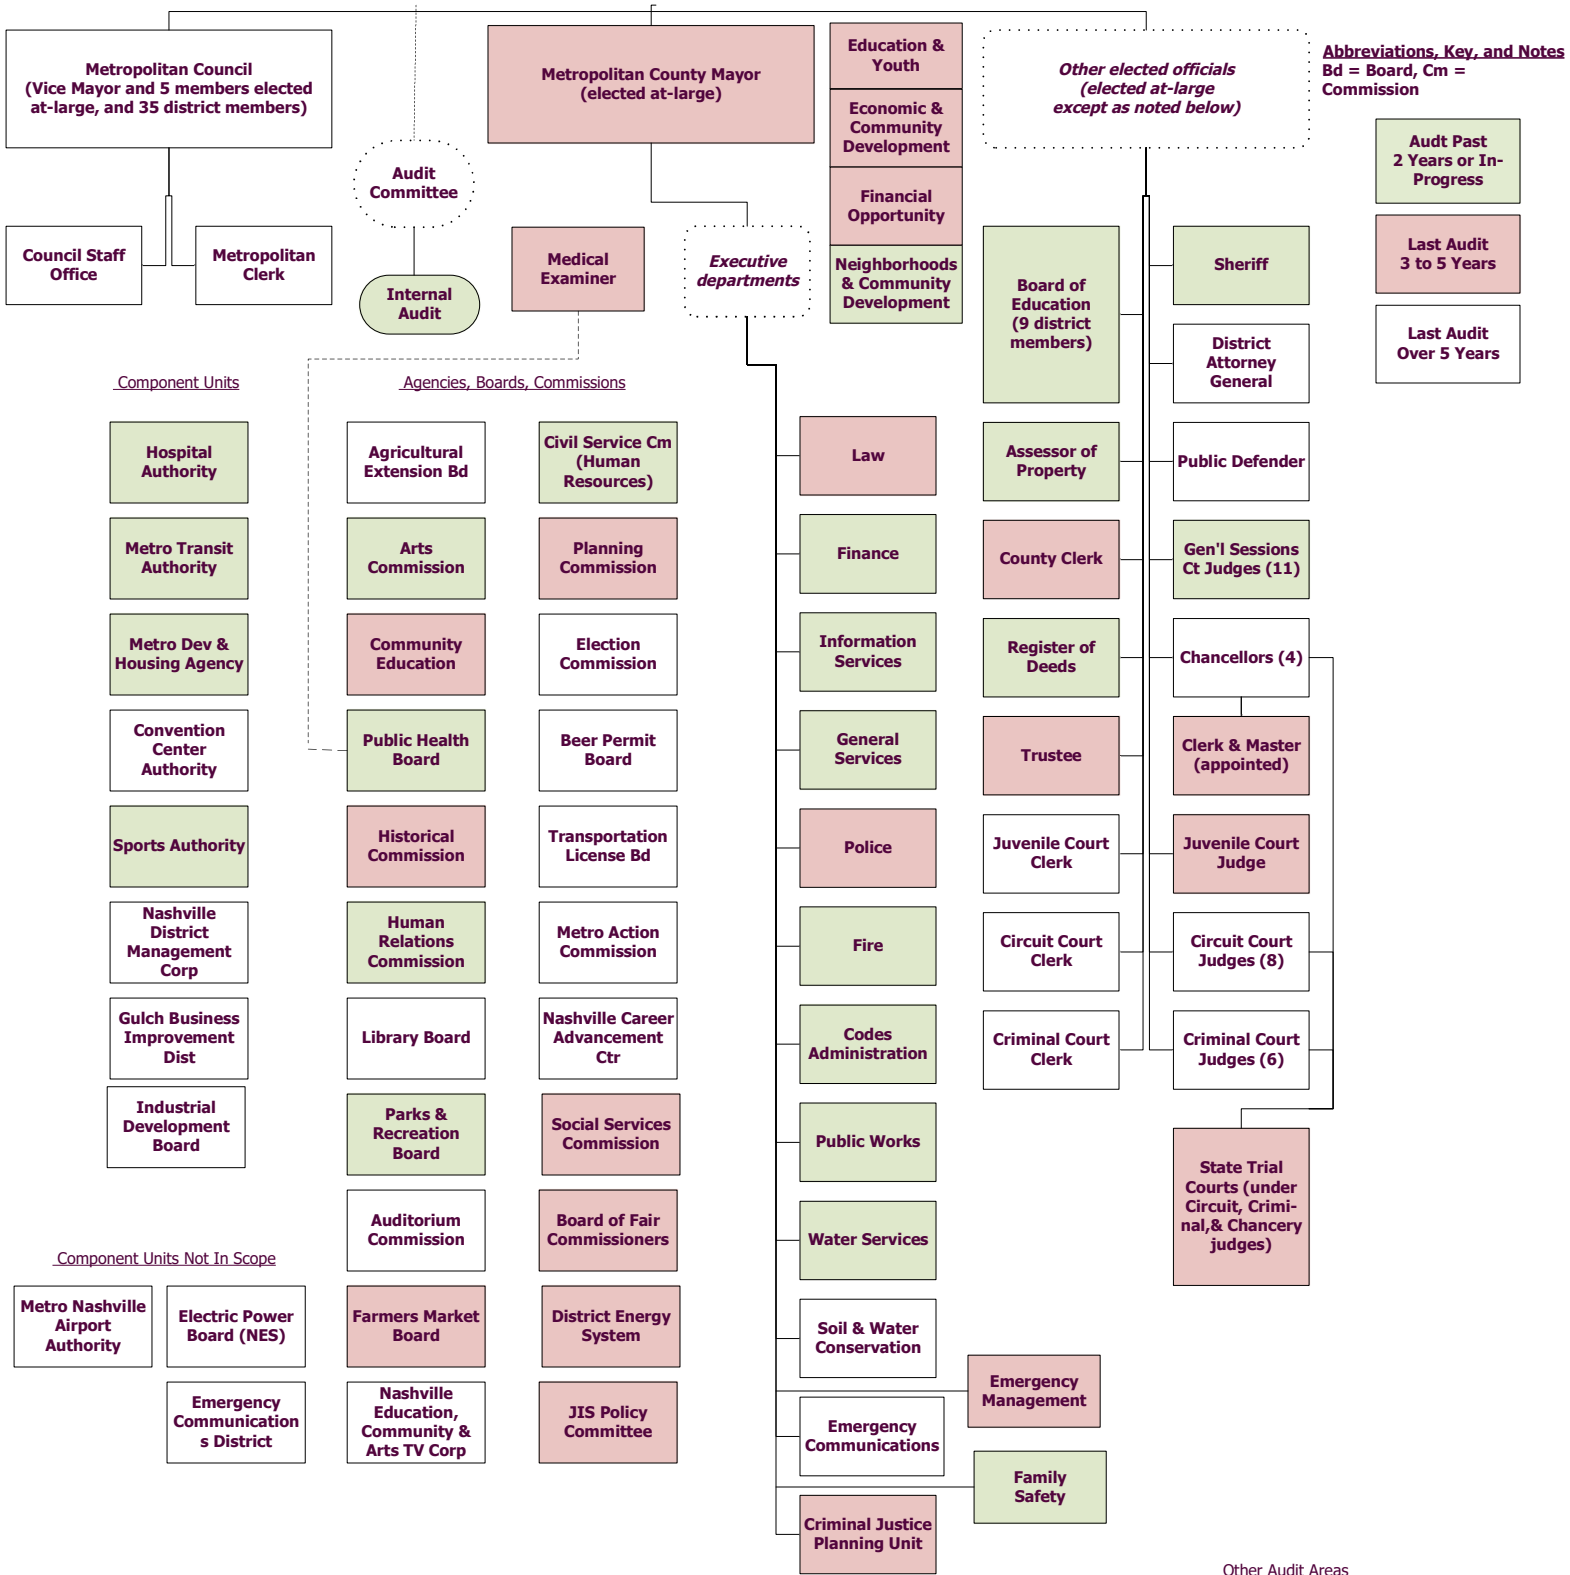 Metropolitan Council
(Vice Mayor and 5 members elected
at-large, and 35 district members)
Council Staff
Office
Metropolitan
Clerk
Audit
Committee
Internal
Audit
Metropolitan County Mayor
(elected at-large)
Medical
Examiner
Executive
departments
Education &
Youth
Economic &
Community
Development
Financial
Opportunity
Neighborhoods
& Community
Development
Other elected officials
(elected at-large
except as noted below)
Abbreviations, Key, and Notes
Bd = Board, Cm =
Commission
Audt Past
2 Years or In-
Progress
Last Audit
3 to 5 Years
Last Audit
Over 5 Years
Component Units
Hospital
Authority
Metro Transit
Authority
Metro Dev &
Housing Agency
Convention
Center
Authority
Sports Authority
Nashville
District
Management
Corp
Gulch Business
Improvement
Dist
Industrial
Development
Board
Component Units Not In Scope
Metro Nashville
Airport
Authority
Electric Power
Board (NES)
Emergency
Communication
s District
Agencies, Boards, Commissions
Agricultural
Extension Bd
Arts
Commission
Community
Education
Public Health
Board
Historical
Commission
Human
Relations
Commission
Library Board
Parks &
Recreation
Board
Auditorium
Commission
Farmers Market
Board
Nashville
Education,
Community &
Arts TV Corp
Civil Service Cm
(Human
Resources)
Planning
Commission
Election
Commission
Beer Permit
Board
Transportation
License Bd
Metro Action
Commission
Nashville Career
Advancement
Ctr
Social Services
Commission
Board of Fair
Commissioners
District Energy
System
JIS Policy
Committee
Law
Finance
Information
Services
General
Services
Police
Fire
Codes
Administration
Public Works
Water Services
Soil & Water
Conservation
Emergency
Management
Emergency
Communications
Family
Safety
Criminal Justice
Planning Unit
Board of
Education
(9 district
members)
Assessor of
Property
County Clerk
Register of
Deeds
Trustee
Juvenile Court
Clerk
Circuit Court
Clerk
Criminal Court
Clerk
Sheriff
District
Attorney
General
Public Defender
Gen'l Sessions
Ct Judges (11)
Chancellors (4)
Clerk & Master
(appointed)
Juvenile Court
Judge
Circuit Court
Judges (8)
Criminal Court
Judges (6)
State Trial
Courts (under
Circuit, Crimi-
nal,& Chancery
judges)
Other Audit Areas